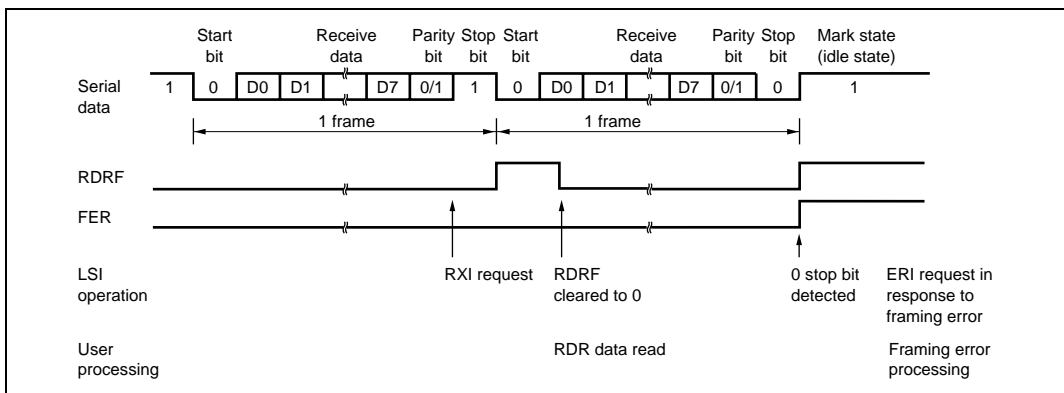 Start bit Receive data Parity bit Stop bit Start bit Receive data Parity bit Stop bit Mark state (idle state)
Serial data 1 0 D0 D1 D7 0/1 1 0 D0 D1 D7 0/1 0 1
1 frame 1 frame
RDRF
FER
LSI operation RXI request RDRF cleared to 0 0 stop bit detected ERI request in response to framing error
User processing RDR data read Framing error processing